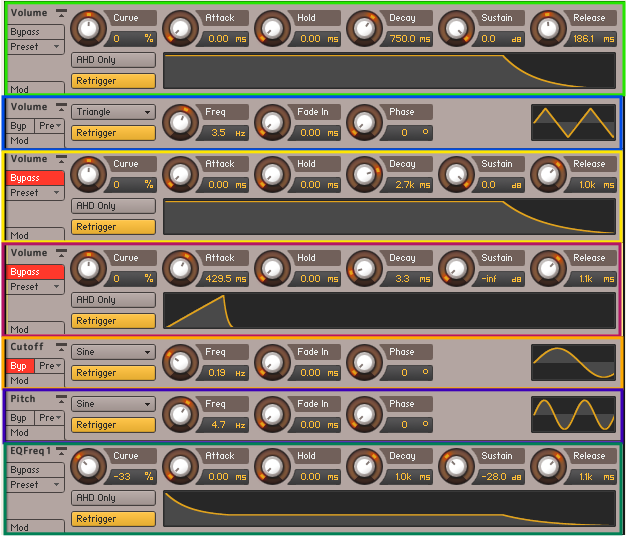 Volume Curve Attack Hold Decay Sustain Release
Bypass
Preset 0 % 0.00 ms 0.00 ms 750.0 ms 0.0 dB 186.1 ms
AHD Only
Retrigger
Mod
Volume Triangle Freq Fade In Phase
Byp Pre Retrigger 3.5 Hz 0.00 ms 0 °
Mod
Volume Curve Attack Hold Decay Sustain Release
Bypass
Preset 0 % 0.00 ms 0.00 ms 2.7k ms 0.0 dB 1.0k ms
AHD Only
Retrigger
Mod
Volume Curve Attack Hold Decay Sustain Release
Bypass
Preset 0 % 429.5 ms 0.00 ms 3.3 ms -inf dB 1.1k ms
AHD Only
Retrigger
Mod
Cutoff Sine Freq Fade In Phase
Byp Pre Retrigger 0.19 Hz 0.00 ms 0 °
Mod
Pitch Sine Freq Fade In Phase
Byp Pre Retrigger 4.7 Hz 0.00 ms 0 °
Mod
EQFreq 1 Curve Attack Hold Decay Sustain Release
Bypass
Preset -33 % 0.00 ms 0.00 ms 1.0k ms -28.0 dB 1.1k ms
AHD Only
Retrigger
Mod